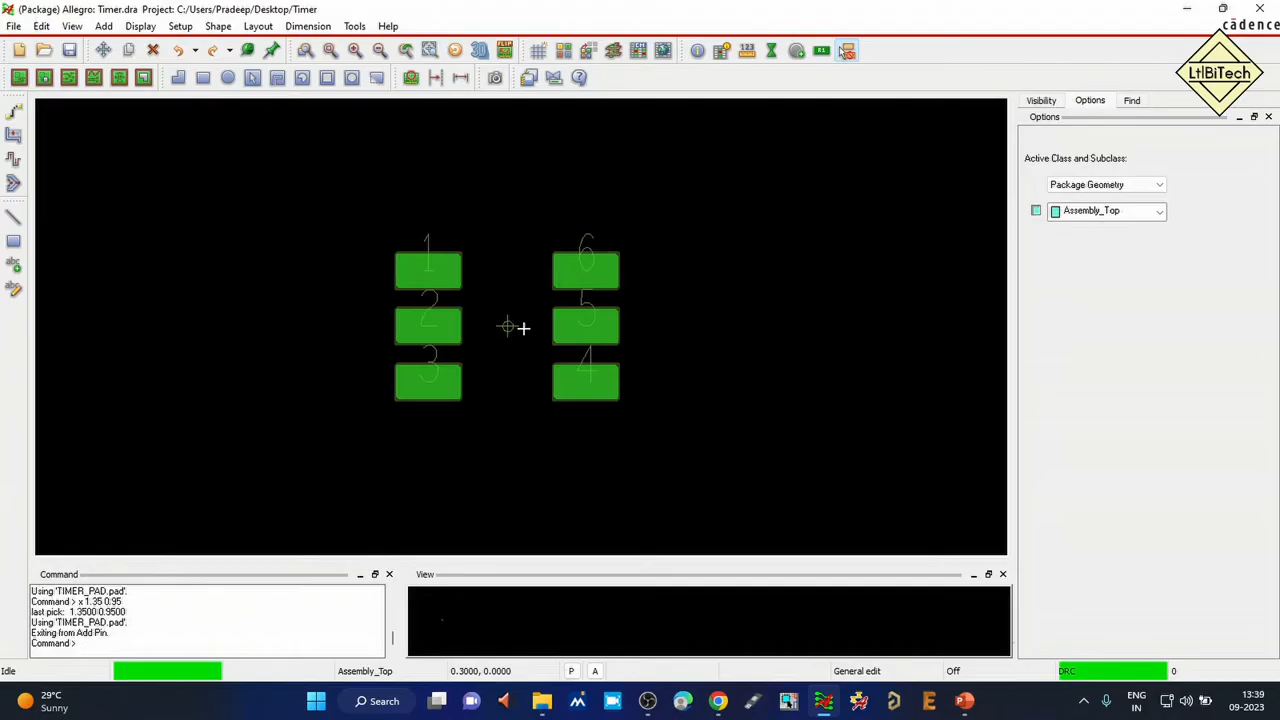 (Package) Allegro: Timer.dra Project: C:/Users/Pradeep/Desktop/Timer
File Edit View Add Display Setup Shape Layout Dimension Tools Help
cādence
LtlBiTech
Visibility Options Find
Options
Active Class and Subclass:
Package Geometry
Assembly_Top
1 6
2 5
3 4
Command
View
Using 'TIMER_PAD.pad'.
Command > x 1.35 0.95
last pick: 1.3500 0.9500
Using 'TIMER_PAD.pad'.
Exiting from Add Pin.
Command >
Idle Assembly_Top 0.3000, 0.0000 P A General edit Off DRC 0
29°C
Sunny
Search
ENG
IN
13:39
09-2023